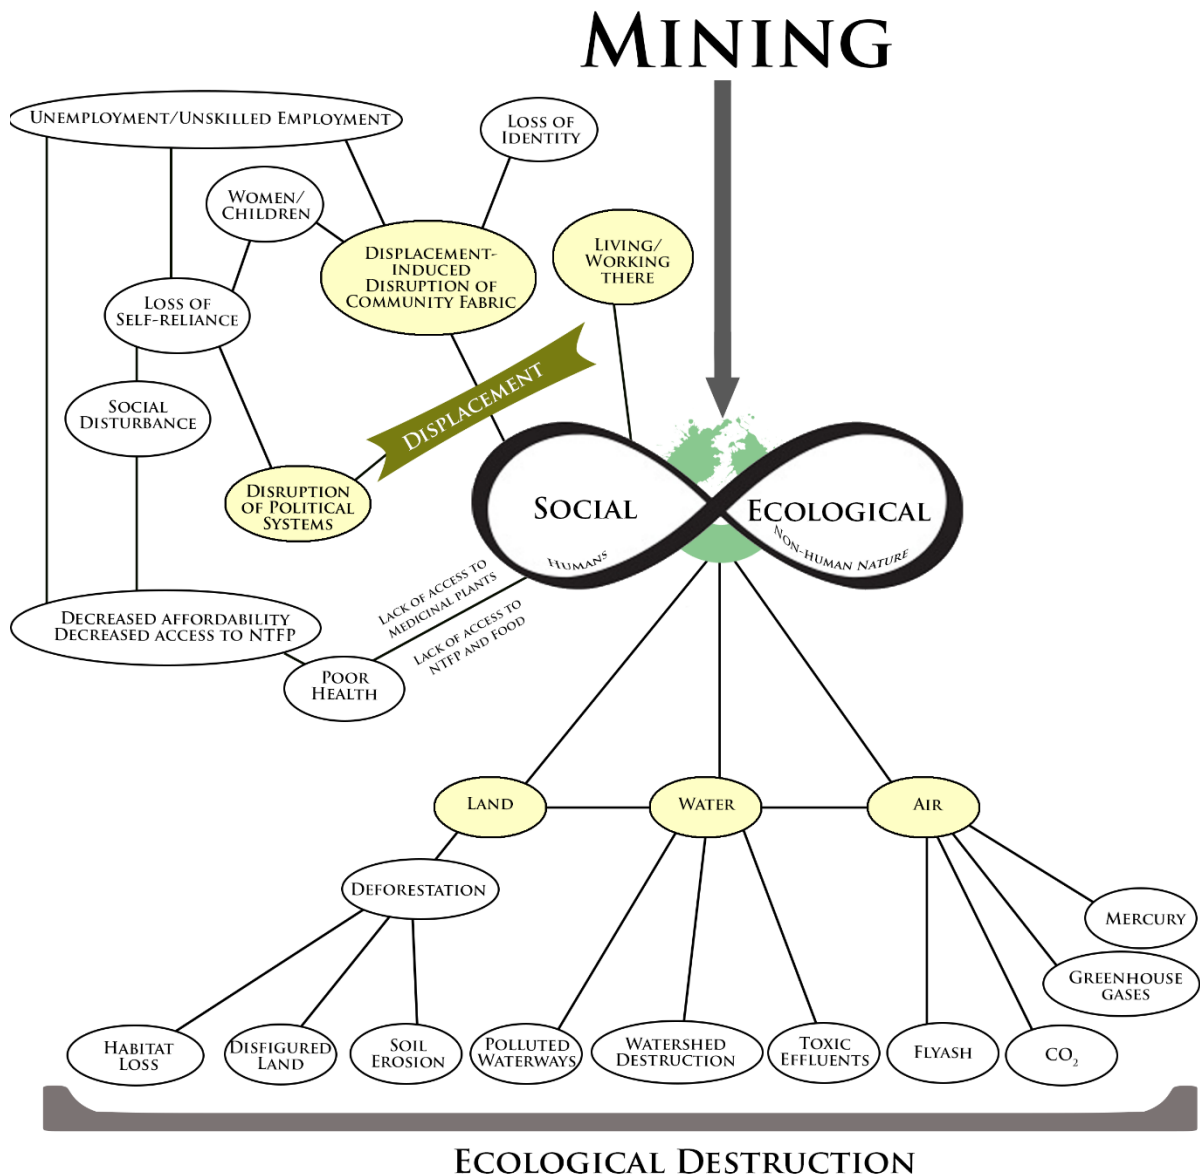 MINING
UNEMPLOYMENT/UNSKILLED EMPLOYMENT
LOSS OF
IDENTITY
WOMEN/
CHILDREN
DISPLACEMENT-
INDUCED
DISRUPTION OF
COMMUNITY FABRIC
LIVING/
WORKING
THERE
LOSS OF
SELF-RELIANCE
DISPLACEMENT
SOCIAL
DISTURBANCE
DISRUPTION
OF POLITICAL
SYSTEMS
SOCIAL
HUMANS
ECOLOGICAL
NON-HUMAN NATURE
LACK OF ACCESS TO
MEDICINAL PLANTS
LACK OF ACCESS TO
NTFP AND FOOD
DECREASED AFFORDABILITY
DECREASED ACCESS TO NTFP
POOR
HEALTH
LAND
WATER
AIR
DEFORESTATION
MERCURY
GREENHOUSE
GASES
HABITAT
LOSS
DISFIGURED
LAND
SOIL
EROSION
POLLUTED
WATERWAYS
WATERSHED
DESTRUCTION
TOXIC
EFFLUENTS
FLYASH
CO₂
ECOLOGICAL DESTRUCTION